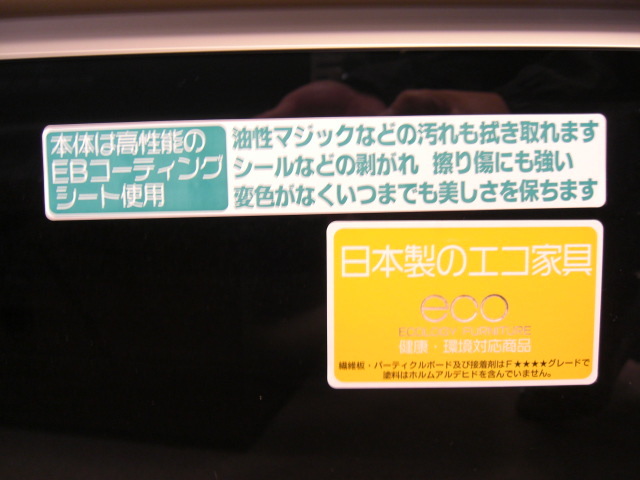 本体は高性能の
EBコーティング
シート使用
油性マジックなどの汚れも拭き取れます
シールなどの剥がれ 擦り傷にも強い
変色がなくいつまでも美しさを保ちます
日本製のエコ家具
eco
ECOLOGY FURNITURE
健康・環境対応商品
繊維板・パーティクルボード及び接着剤はF★★★★グレードで
塗料はホルムアルデヒドを含んでいません。